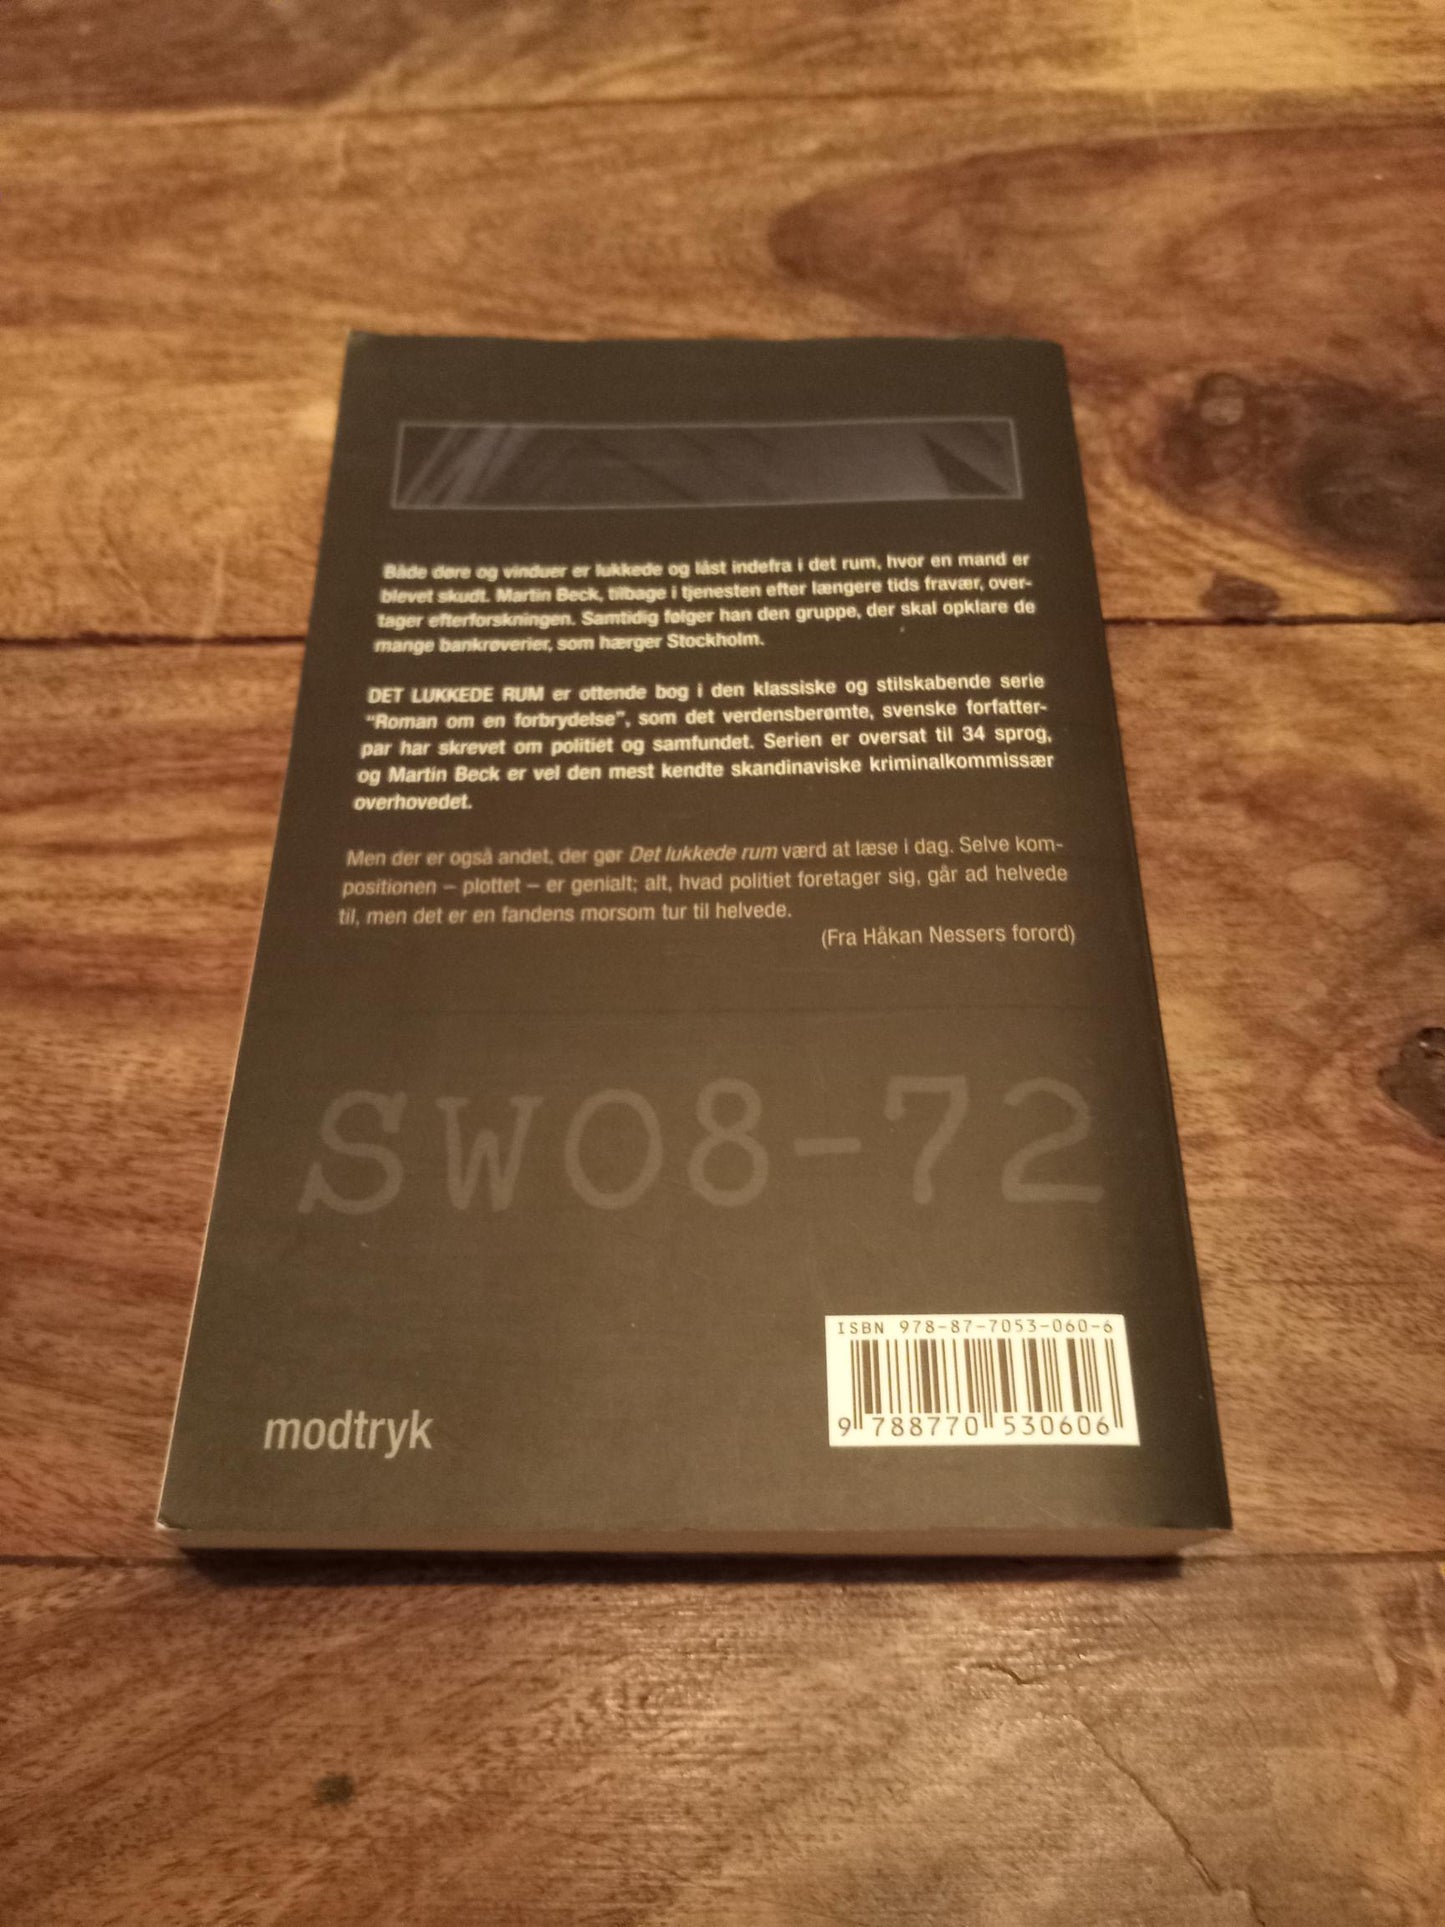 Både døre og vinduer er lukkede og låst indefra i det rum, hvor en mand er
blevet skudt. Martin Beck, tilbage i tjenesten efter længere tids fravær, over-
tager efterforskningen. Samtidig følger han den gruppe, der skal opklare de
mange bankrøverier, som hærger Stockholm.
DET LUKKEDE RUM er ottende bog i den klassiske og stilskabende serie
“Roman om en forbrydelse”, som det verdensberømte, svenske forfatter-
par har skrevet om politiet og samfundet. Serien er oversat til 34 sprog,
og Martin Beck er vel den mest kendte skandinaviske kriminalkommissær
overhovedet.
Men der er også andet, der gør Det lukkede rum værd at læse i dag. Selve kom-
positionen – plottet – er genialt; alt, hvad politiet foretager sig, går ad helvede
til, men det er en fandens morsom tur til helvede.
(Fra Håkan Nessers forord)
SW08-72
ISBN 978-87-7053-060-6
9 788770 530606
modtryk